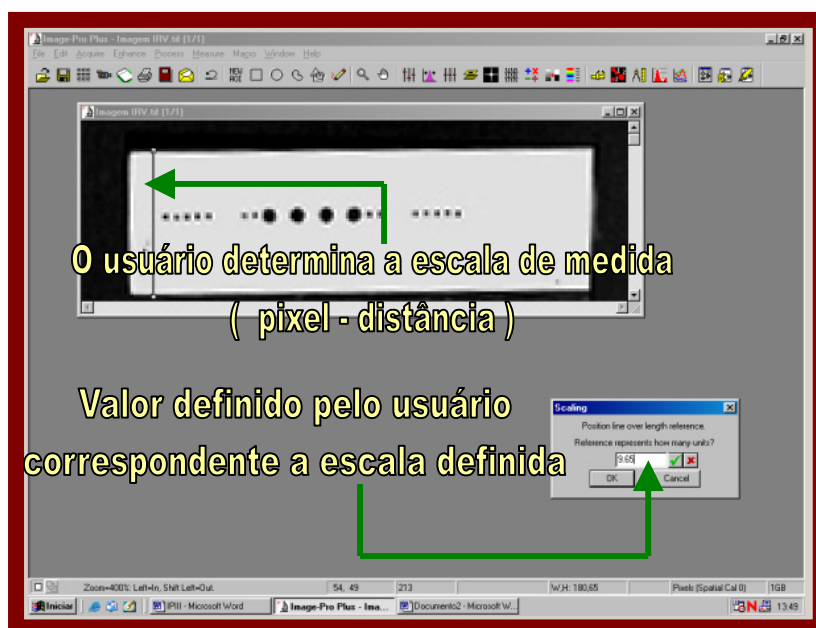 Image-Pro Plus - Imagem IRV.tif (1/1)
File Edit Acquire Enhance Process Measure Macro Window Help
NEW AOI
Imagem IRV.tif (1/1)
O usuário determina a escala de medida
( pixel - distância )
Valor definido pelo usuário
correspondente a escala definida
Scaling
Position line over length reference.
Reference represents how many units?
9.65
OK Cancel
Zoom=400%: Left=In, Shift Left=Out. 54, 49 213 W,H: 180,65 Pixels (Spatial Cal 0) 1GB
Iniciar IPIII - Microsoft Word Image-Pro Plus - Ima... Documento2 - Microsoft W... 13:49